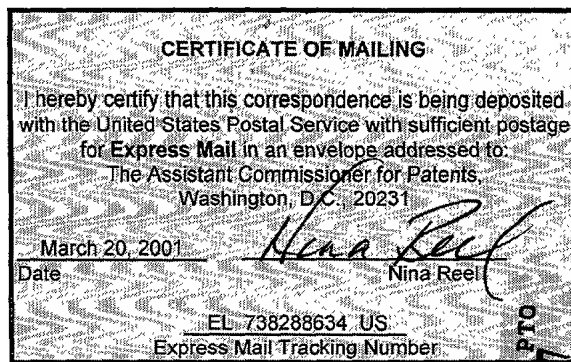 CERTIFICATE OF MAILING
I hereby certify that this correspondence is being deposited
with the United States Postal Service with sufficient postage
for Express Mail in an envelope addressed to:
The Assistant Commissioner for Patents,
Washington, D.C., 20231
March 20, 2001 Nina Reel
Date Nina Reel
EL 738288634 US
Express Mail Tracking Number
PTO